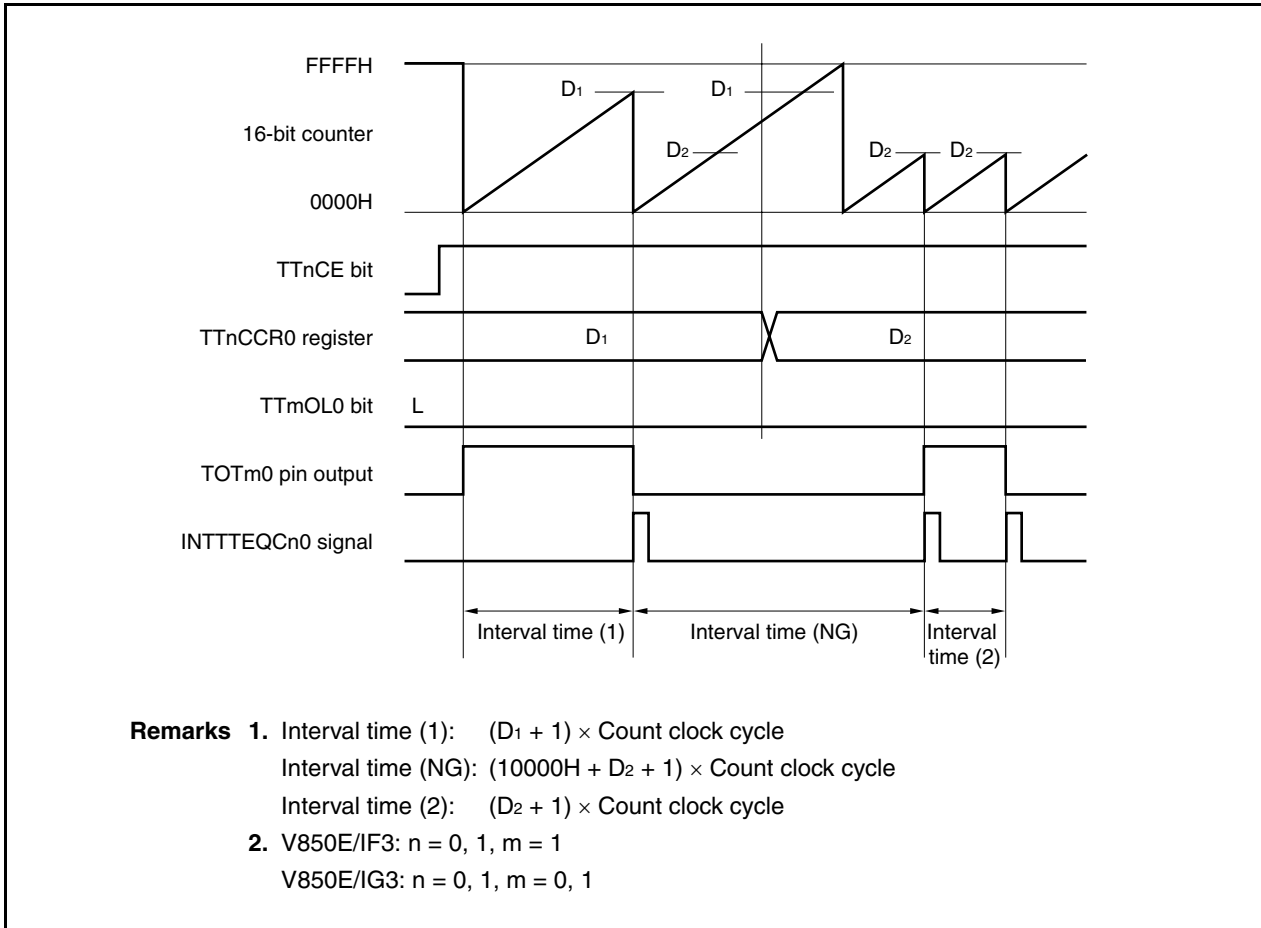 FFFFH
D1
D1
16-bit counter
D2
D2
D2
0000H
TTnCE bit
TTnCCR0 register
D1
D2
TTmOL0 bit
L
TOTm0 pin output
INTTTEQCn0 signal
Interval time (1)
Interval time (NG)
Interval
time (2)
Remarks 1. Interval time (1): (D1 + 1) × Count clock cycle
Interval time (NG): (10000H + D2 + 1) × Count clock cycle
Interval time (2): (D2 + 1) × Count clock cycle
2. V850E/IF3: n = 0, 1, m = 1
V850E/IG3: n = 0, 1, m = 0, 1